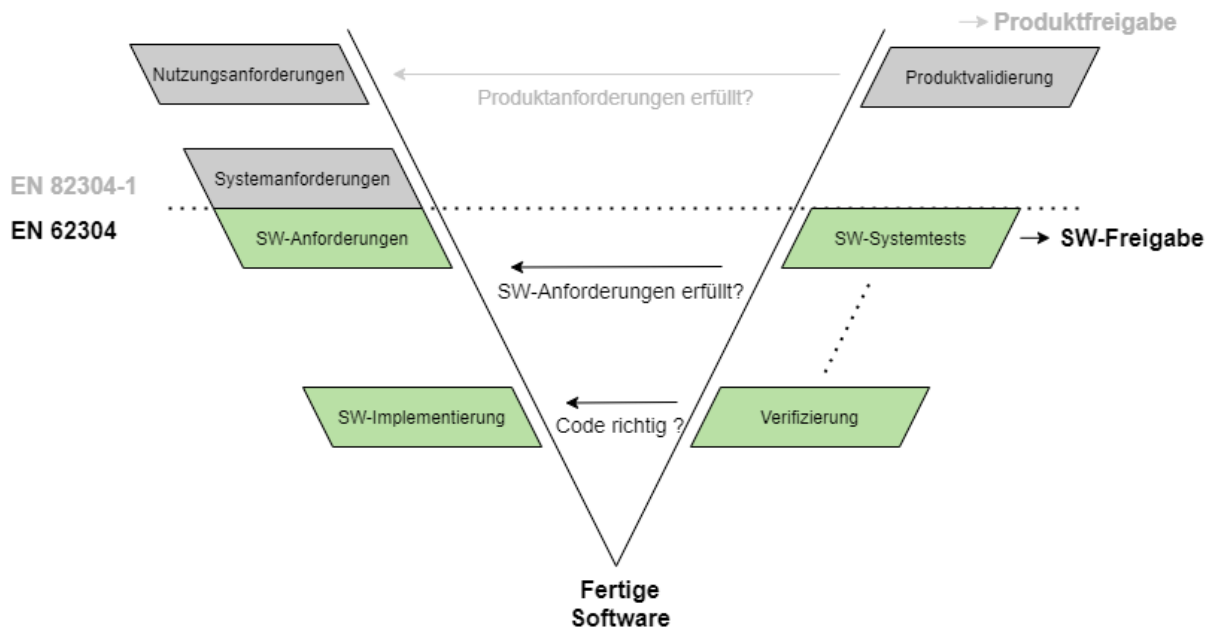 → Produktfreigabe
Nutzungsanforderungen
Produktvalidierung
Produktanforderungen erfüllt?
Systemanforderungen
EN 82304-1
EN 62304
SW-Anforderungen
SW-Systemtests
→ SW-Freigabe
SW-Anforderungen erfüllt?
SW-Implementierung
Code richtig ?
Verifizierung
Fertige
Software